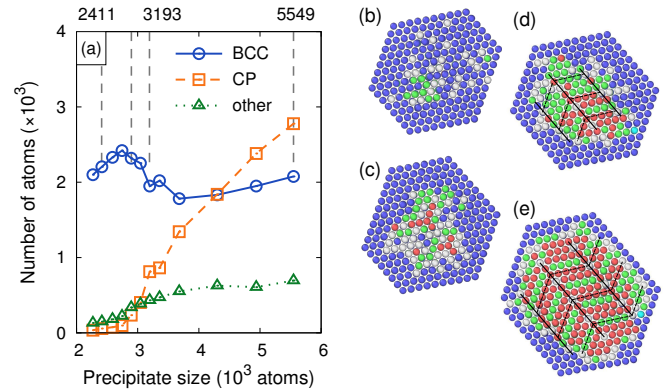 2411 3193 5549
(a)
BCC
CP
other
Number of atoms (×10³)
0
1
2
3
4
2 3 4 5 6
Precipitate size (10³ atoms)
(b)
(c)
(d)
(e)